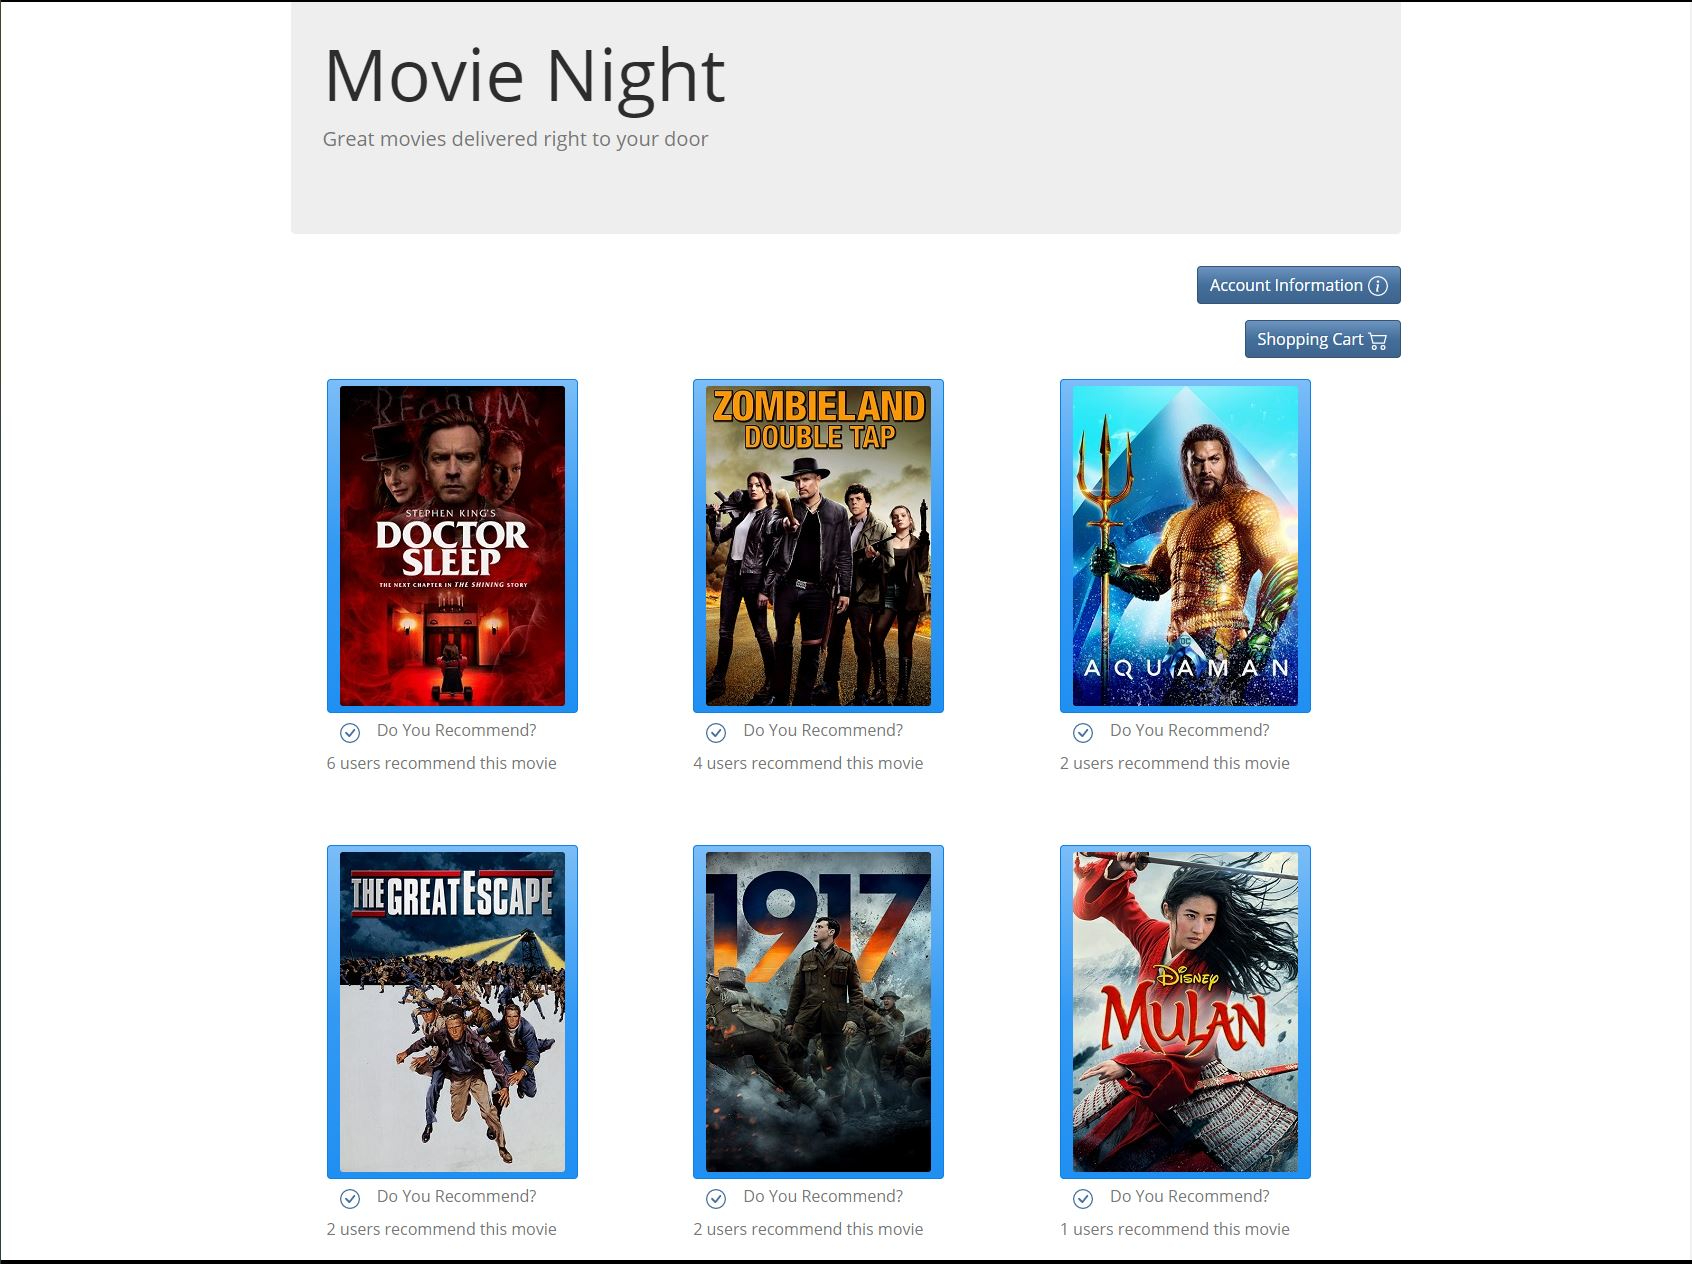 Movie Night
Great movies delivered right to your door
Account Information
Shopping Cart
REDRUM
STEPHEN KING'S
DOCTOR
SLEEP
THE NEXT CHAPTER IN THE SHINING STORY
ZOMBIELAND
DOUBLE TAP
DC
AQUAMAN
Do You Recommend?
Do You Recommend?
Do You Recommend?
6 users recommend this movie
4 users recommend this movie
2 users recommend this movie
THE GREAT ESCAPE
1917
DISNEY
MULAN
Do You Recommend?
Do You Recommend?
Do You Recommend?
2 users recommend this movie
2 users recommend this movie
1 users recommend this movie